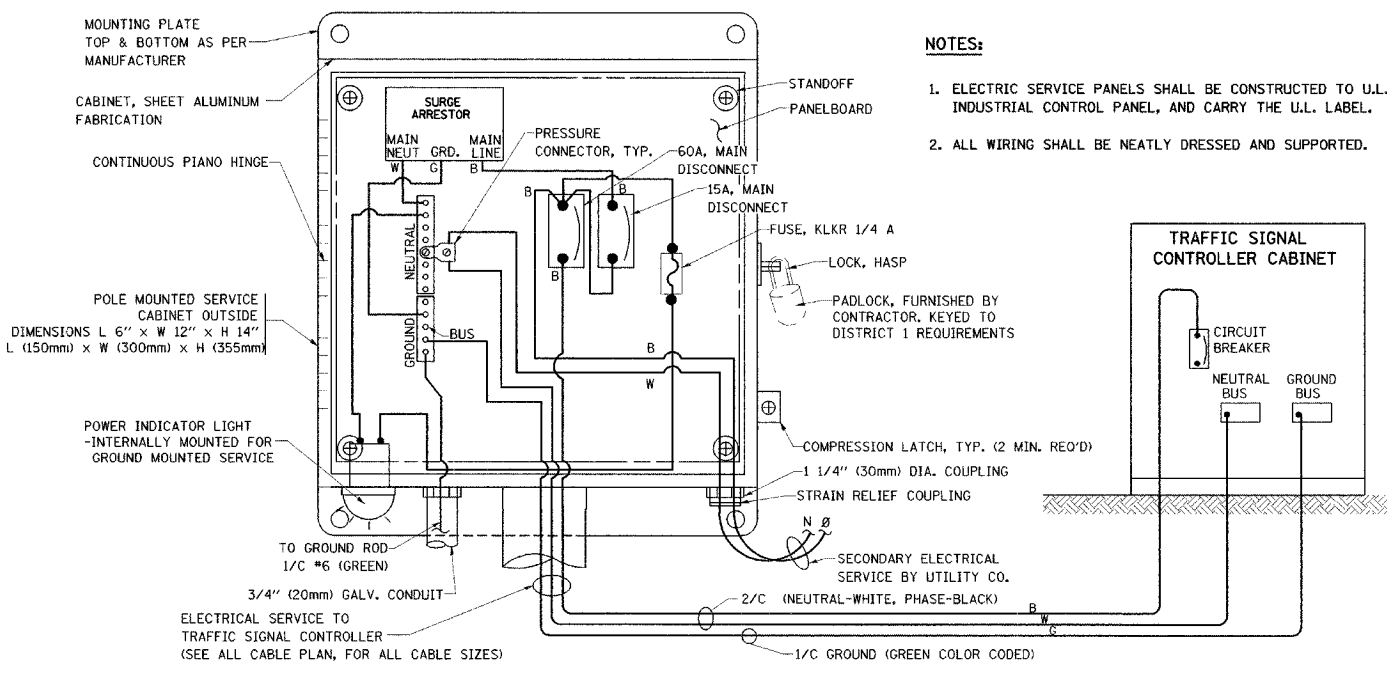 MOUNTING PLATE
TOP & BOTTOM AS PER
MANUFACTURER
CABINET, SHEET ALUMINUM
FABRICATION
CONTINUOUS PIANO HINGE
POLE MOUNTED SERVICE
CABINET OUTSIDE
DIMENSIONS L 6" x W 12" x H 14"
L (150mm) x W (300mm) x H (355mm)
POWER INDICATOR LIGHT
-INTERNALLY MOUNTED FOR
GROUND MOUNTED SERVICE
SURGE
ARRESTOR
MAIN
NEUT
GRD.
MAIN
LINE
W
G
B
PRESSURE
CONNECTOR, TYP.
STANDOFF
PANELBOARD
60A, MAIN
DISCONNECT
15A, MAIN
DISCONNECT
B
B
B
FUSE, KLKR 1/4 A
LOCK, HASP
PADLOCK, FURNISHED BY
CONTRACTOR. KEYED TO
DISTRICT 1 REQUIREMENTS
NEUTRAL
GROUND
BUS
B
W
COMPRESSION LATCH, TYP. (2 MIN. REQ'D)
1 1/4" (30mm) DIA. COUPLING
STRAIN RELIEF COUPLING
N Ø
SECONDARY ELECTRICAL
SERVICE BY UTILITY CO.
TO GROUND ROD
1/C #6 (GREEN)
3/4" (20mm) GALV. CONDUIT
ELECTRICAL SERVICE TO
TRAFFIC SIGNAL CONTROLLER
(SEE ALL CABLE PLAN, FOR ALL CABLE SIZES)
2/C (NEUTRAL-WHITE, PHASE-BLACK)
B
W
G
1/C GROUND (GREEN COLOR CODED)
NOTES:
1. ELECTRIC SERVICE PANELS SHALL BE CONSTRUCTED TO U.L.
INDUSTRIAL CONTROL PANEL, AND CARRY THE U.L. LABEL.
2. ALL WIRING SHALL BE NEATLY DRESSED AND SUPPORTED.
TRAFFIC SIGNAL
CONTROLLER CABINET
CIRCUIT
BREAKER
NEUTRAL
BUS
GROUND
BUS